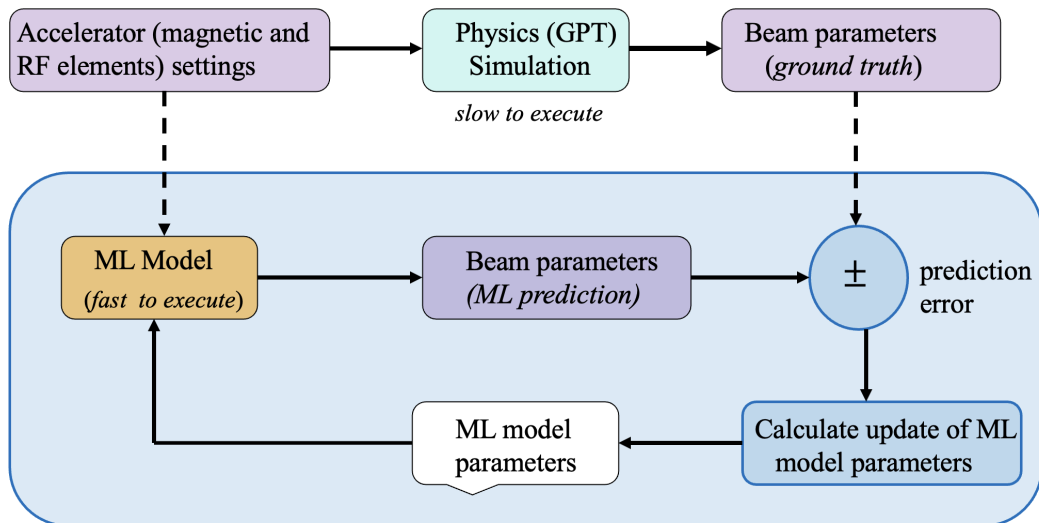 Accelerator (magnetic and
RF elements) settings
Physics (GPT)
Simulation
Beam parameters
(ground truth)
slow to execute
ML Model
(fast to execute)
Beam parameters
(ML prediction)
±
prediction
error
ML model
parameters
Calculate update of ML
model parameters